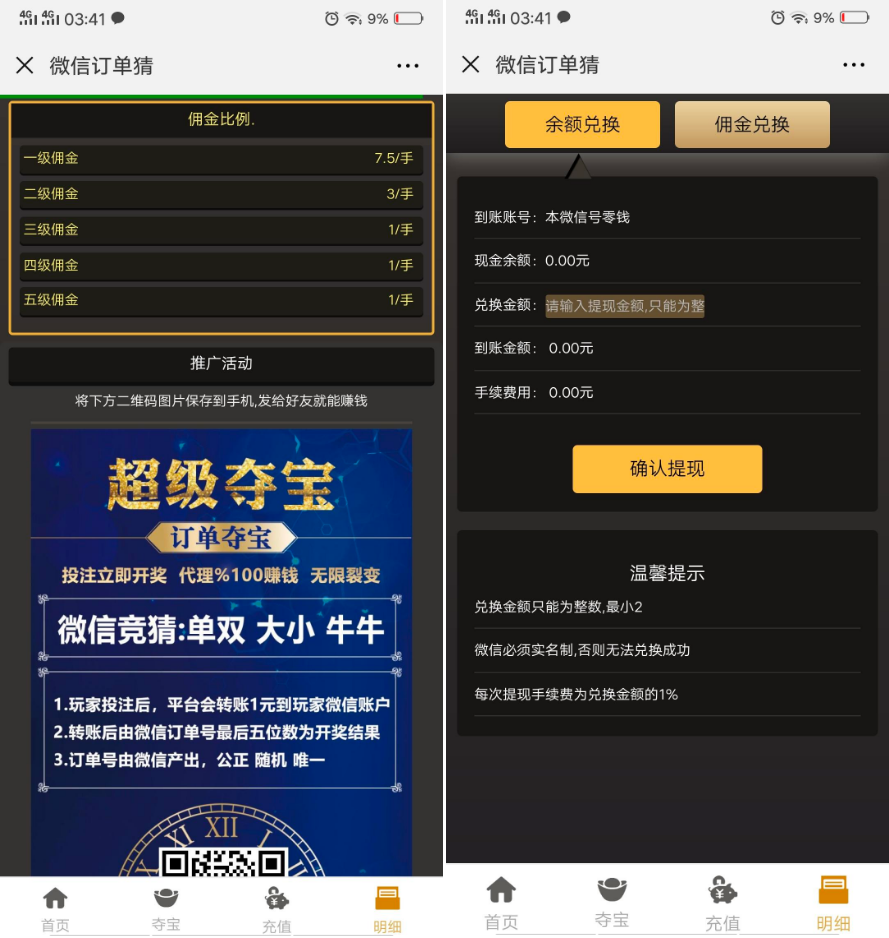 4G 4G 03:41 9%
微信订单猜
佣金比例.
一级佣金 7.5/手
二级佣金 3/手
三级佣金 1/手
四级佣金 1/手
五级佣金 1/手
推广活动
将下方二维码图片保存到手机,发给好友就能赚钱
超级夺宝
订单夺宝
投注立即开奖 代理%100赚钱 无限裂变
微信竞猜:单双 大小 牛牛
1.玩家投注后，平台会转账1元到玩家微信账户
2.转账后由微信订单号最后五位数为开奖结果
3.订单号由微信产出，公正 随机 唯一
XI XII I
首页 夺宝 充值 明细
4G 4G 03:41 9%
微信订单猜
余额兑换 佣金兑换
到账账号：本微信号零钱
现金余额：0.00元
兑换金额：请输入提现金额,只能为整
到账金额： 0.00元
手续费用： 0.00元
确认提现
温馨提示
兑换金额只能为整数,最小2
微信必须实名制,否则无法兑换成功
每次提现手续费为兑换金额的1%
首页 夺宝 充值 明细